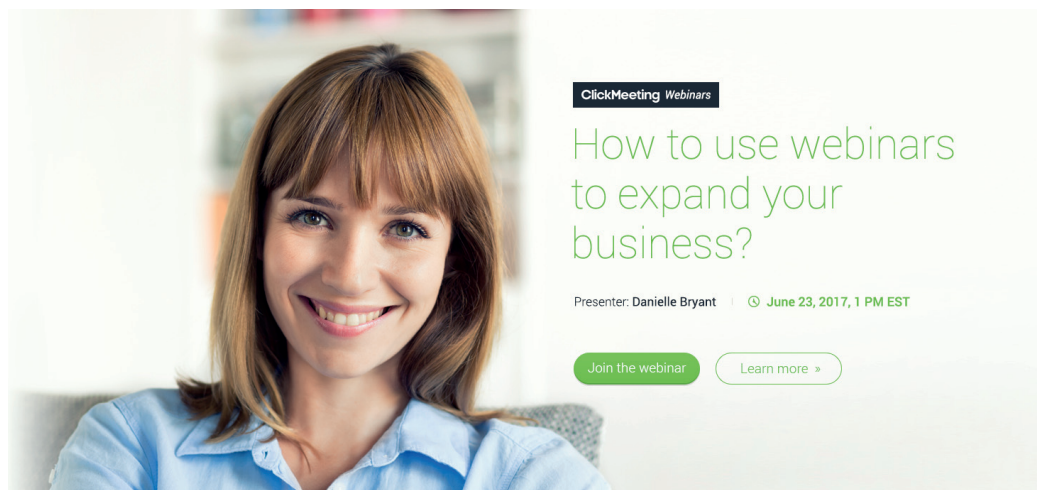 ClickMeeting Webinars
How to use webinars
to expand your
business?
Presenter: Danielle Bryant | June 23, 2017, 1 PM EST
Join the webinar Learn more »